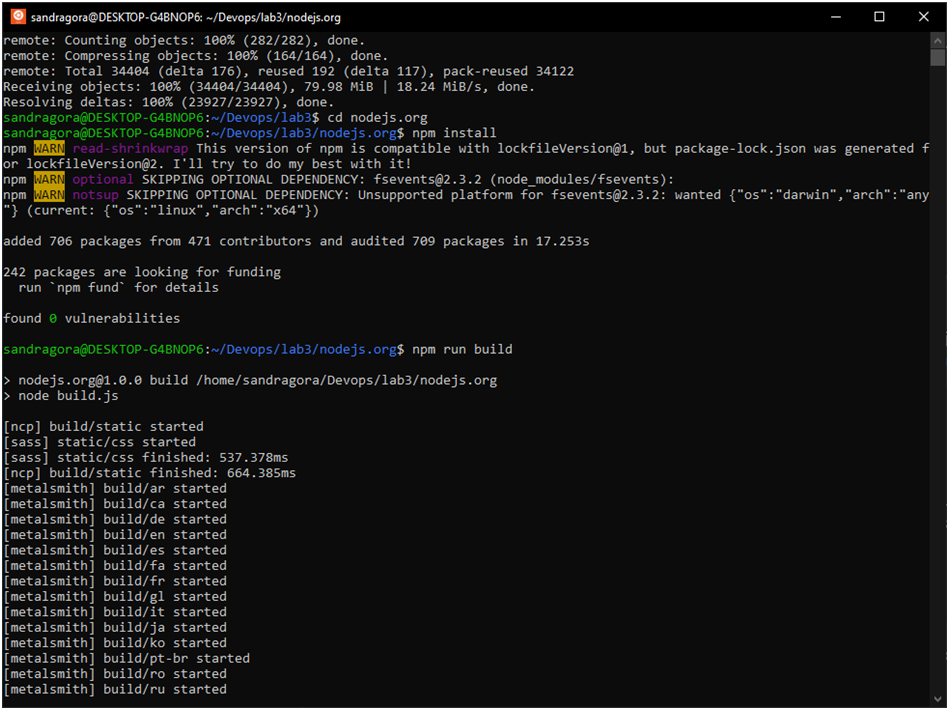 sandragora@DESKTOP-G4BNOP6: ~/Devops/lab3/nodejs.org
remote: Counting objects: 100% (282/282), done.
remote: Compressing objects: 100% (164/164), done.
remote: Total 34404 (delta 176), reused 192 (delta 117), pack-reused 34122
Receiving objects: 100% (34404/34404), 79.98 MiB | 18.24 MiB/s, done.
Resolving deltas: 100% (23927/23927), done.
sandragora@DESKTOP-G4BNOP6:~/Devops/lab3$ cd nodejs.org
sandragora@DESKTOP-G4BNOP6:~/Devops/lab3/nodejs.org$ npm install
npm WARN read-shrinkwrap This version of npm is compatible with lockfileVersion@1, but package-lock.json was generated f
or lockfileVersion@2. I'll try to do my best with it!
npm WARN optional SKIPPING OPTIONAL DEPENDENCY: fsevents@2.3.2 (node_modules/fsevents):
npm WARN notsup SKIPPING OPTIONAL DEPENDENCY: Unsupported platform for fsevents@2.3.2: wanted {"os":"darwin","arch":"any
"} (current: {"os":"linux","arch":"x64"})
added 706 packages from 471 contributors and audited 709 packages in 17.253s
242 packages are looking for funding
  run `npm fund` for details
found 0 vulnerabilities
sandragora@DESKTOP-G4BNOP6:~/Devops/lab3/nodejs.org$ npm run build
> nodejs.org@1.0.0 build /home/sandragora/Devops/lab3/nodejs.org
> node build.js
[ncp] build/static started
[sass] static/css started
[sass] static/css finished: 537.378ms
[ncp] build/static finished: 664.385ms
[metalsmith] build/ar started
[metalsmith] build/ca started
[metalsmith] build/de started
[metalsmith] build/en started
[metalsmith] build/es started
[metalsmith] build/fa started
[metalsmith] build/fr started
[metalsmith] build/gl started
[metalsmith] build/it started
[metalsmith] build/ja started
[metalsmith] build/ko started
[metalsmith] build/pt-br started
[metalsmith] build/ro started
[metalsmith] build/ru started